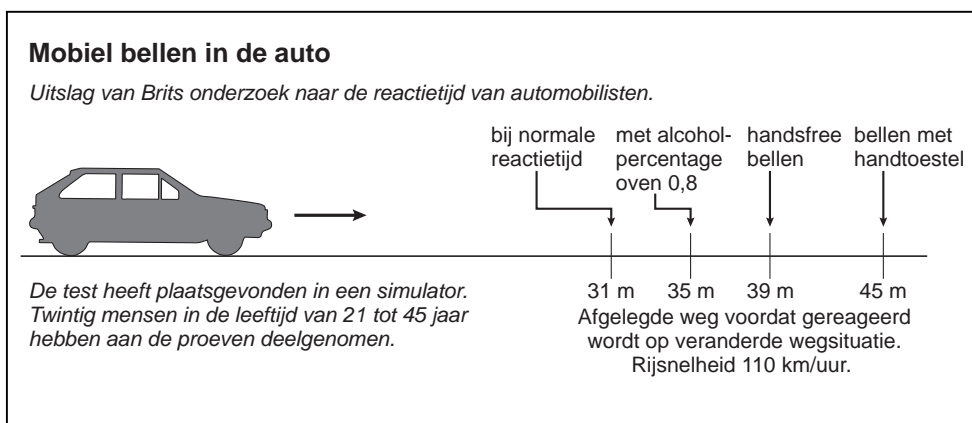 Mobiel bellen in de auto
Uitslag van Brits onderzoek naar de reactietijd van automobilisten.
bij normale
reactietijd
met alcohol-
percentage
oven 0,8
handsfree
bellen
bellen met
handtoestel
De test heeft plaatsgevonden in een simulator.
Twintig mensen in de leeftijd van 21 tot 45 jaar
hebben aan de proeven deelgenomen.
31 m 35 m 39 m 45 m
Afgelegde weg voordat gereageerd
wordt op veranderde wegsituatie.
Rijsnelheid 110 km/uur.